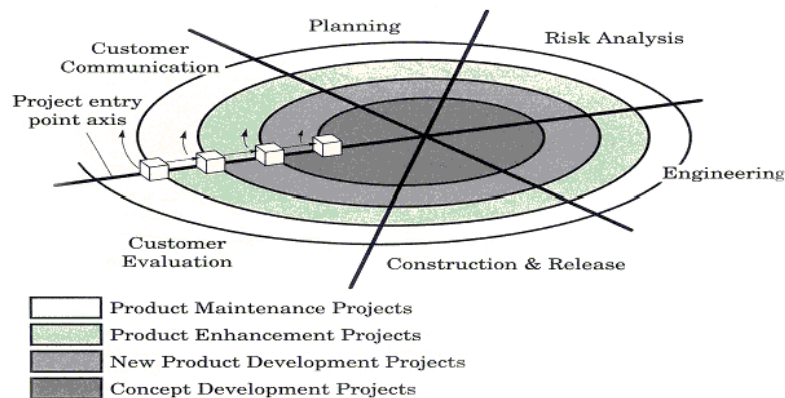 Planning
Risk Analysis
Customer
Communication
Project entry
point axis
Engineering
Customer
Evaluation
Construction & Release
Product Maintenance Projects
Product Enhancement Projects
New Product Development Projects
Concept Development Projects